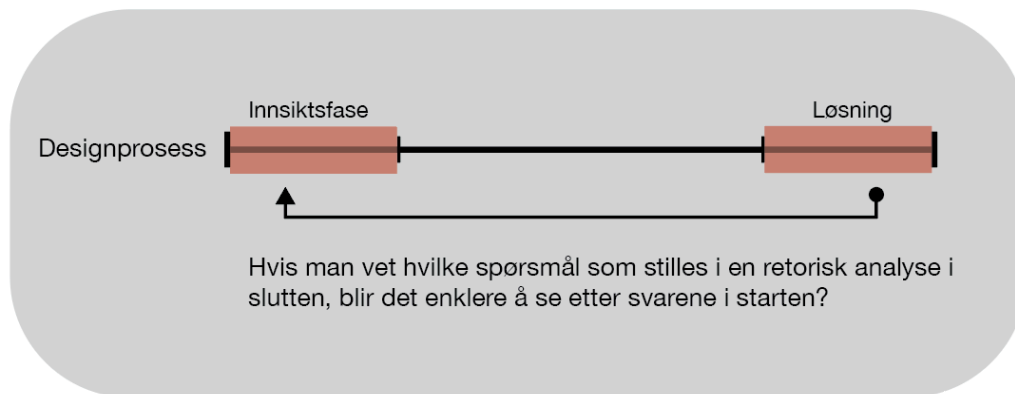 Innsiktsfase
Løsning
Designprosess
Hvis man vet hvilke spørsmål som stilles i en retorisk analyse i
slutten, blir det enklere å se etter svarene i starten?